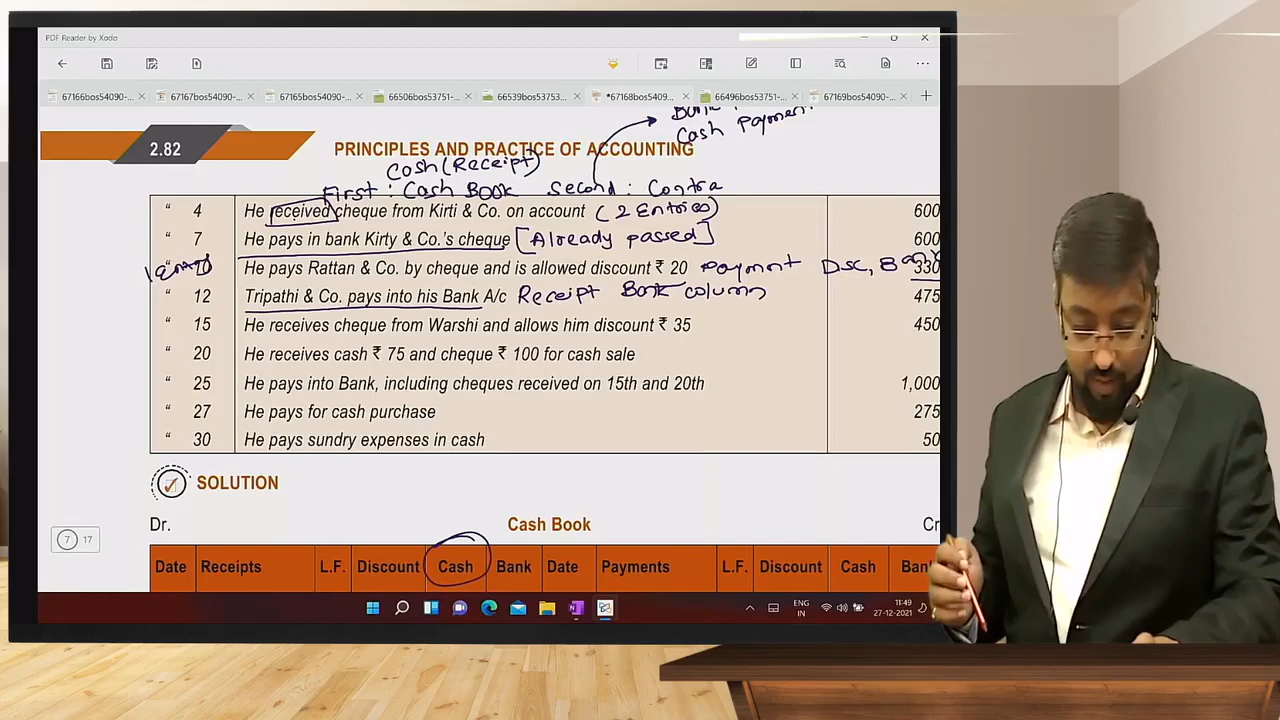 PDF Reader by Xodo
67166bos54090-... × 67167bos54090-... × 67165bos54090-... × 66506bos53751-... × 66539bos53753... × *67168bos5409... × 66496bos53751-... × 67169bos54090-... × +
Bank
Cash Payment
2.82 PRINCIPLES AND PRACTICE OF ACCOUNTING
Cash (Receipt)
First : Cash Book Second : Contra
“ 4 He received cheque from Kirti & Co. on account (2 Entries) 600
“ 7 He pays in bank Kirty & Co.'s cheque [Already passed] 600
He pays Rattan & Co. by cheque and is allowed discount ₹ 20 Payment Dsc, Bank 330
“ 12 Tripathi & Co. pays into his Bank A/c Receipt Bank column 475
“ 15 He receives cheque from Warshi and allows him discount ₹ 35 450
“ 20 He receives cash ₹ 75 and cheque ₹ 100 for cash sale
“ 25 He pays into Bank, including cheques received on 15th and 20th 1,000
“ 27 He pays for cash purchase 275
“ 30 He pays sundry expenses in cash 50
SOLUTION
Dr. Cash Book Cr
7 17
Date Receipts L.F. Discount Cash Bank Date Payments L.F. Discount Cash Bank
ENG
IN
11:49
27-12-2021